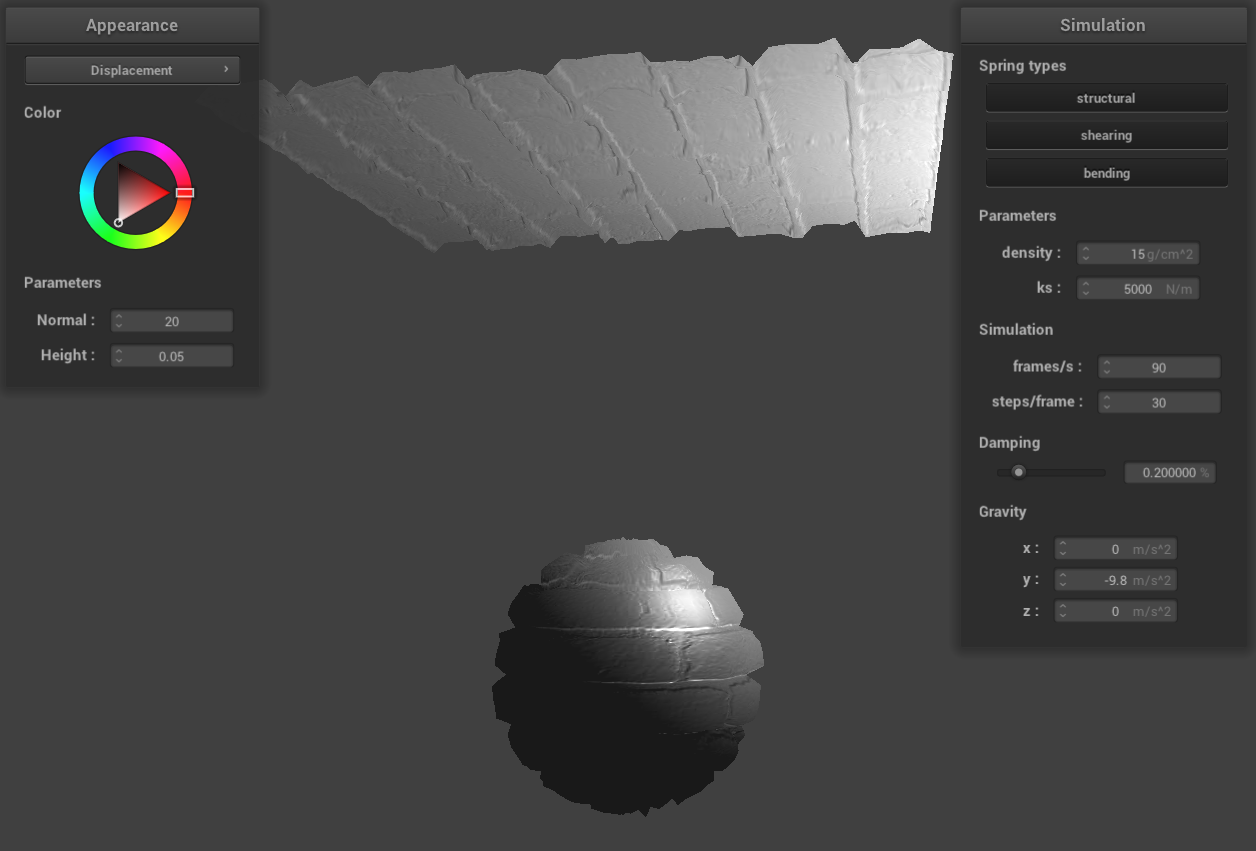 Appearance
Displacement
Color
Parameters
Normal : 20
Height : 0.05
Simulation
Spring types
structural
shearing
bending
Parameters
density : 15 g/cm^2
ks : 5000 N/m
Simulation
frames/s : 90
steps/frame : 30
Damping
0.200000 %
Gravity
x : 0 m/s^2
y : -9.8 m/s^2
z : 0 m/s^2